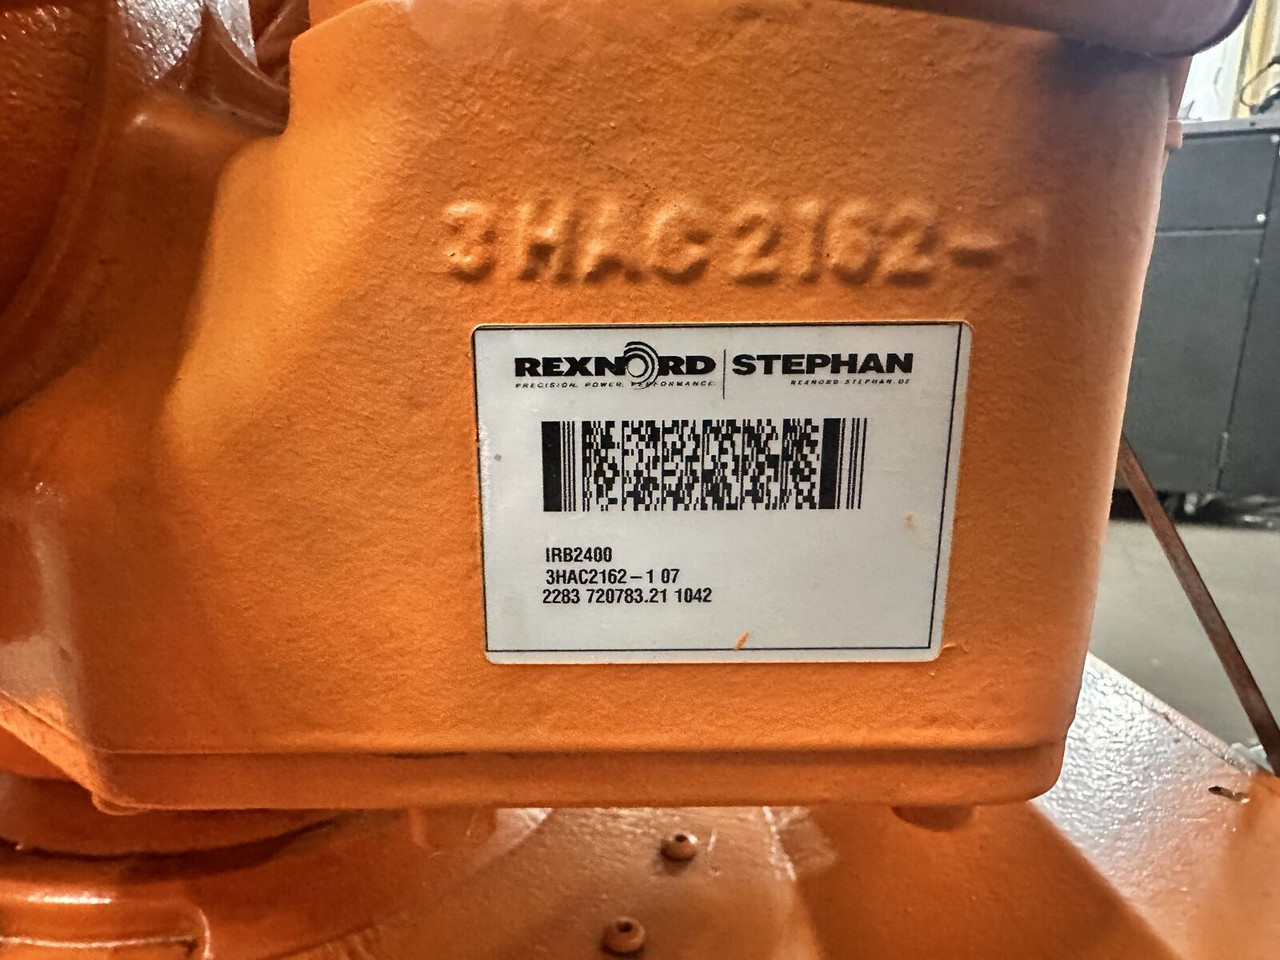 3HAC2162-1
REXNORD STEPHAN
PRECISION. POWER. PERFORMANCE. REXNORD-STEPHAN.DE
IRB2400
3HAC2162-1 07
2283 720783.21 1042